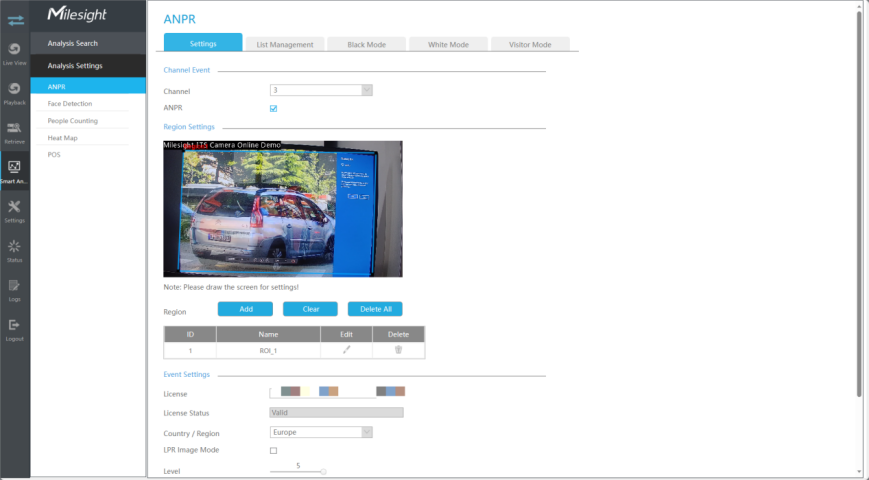 Milesight
Live View
Playback
Retrieve
Smart An...
Settings
Status
Logs
Logout
Analysis Search
Analysis Settings
ANPR
Face Detection
People Counting
Heat Map
POS
ANPR
Settings
List Management
Black Mode
White Mode
Visitor Mode
Channel Event
Channel
3
ANPR
Region Settings
Milesight ITS Camera Online Demo
Note: Please draw the screen for settings!
Region
Add
Clear
Delete All
ID Name Edit Delete
1 ROI_1
Event Settings
License
License Status
Valid
Country / Region
Europe
LPR Image Mode
Level
5